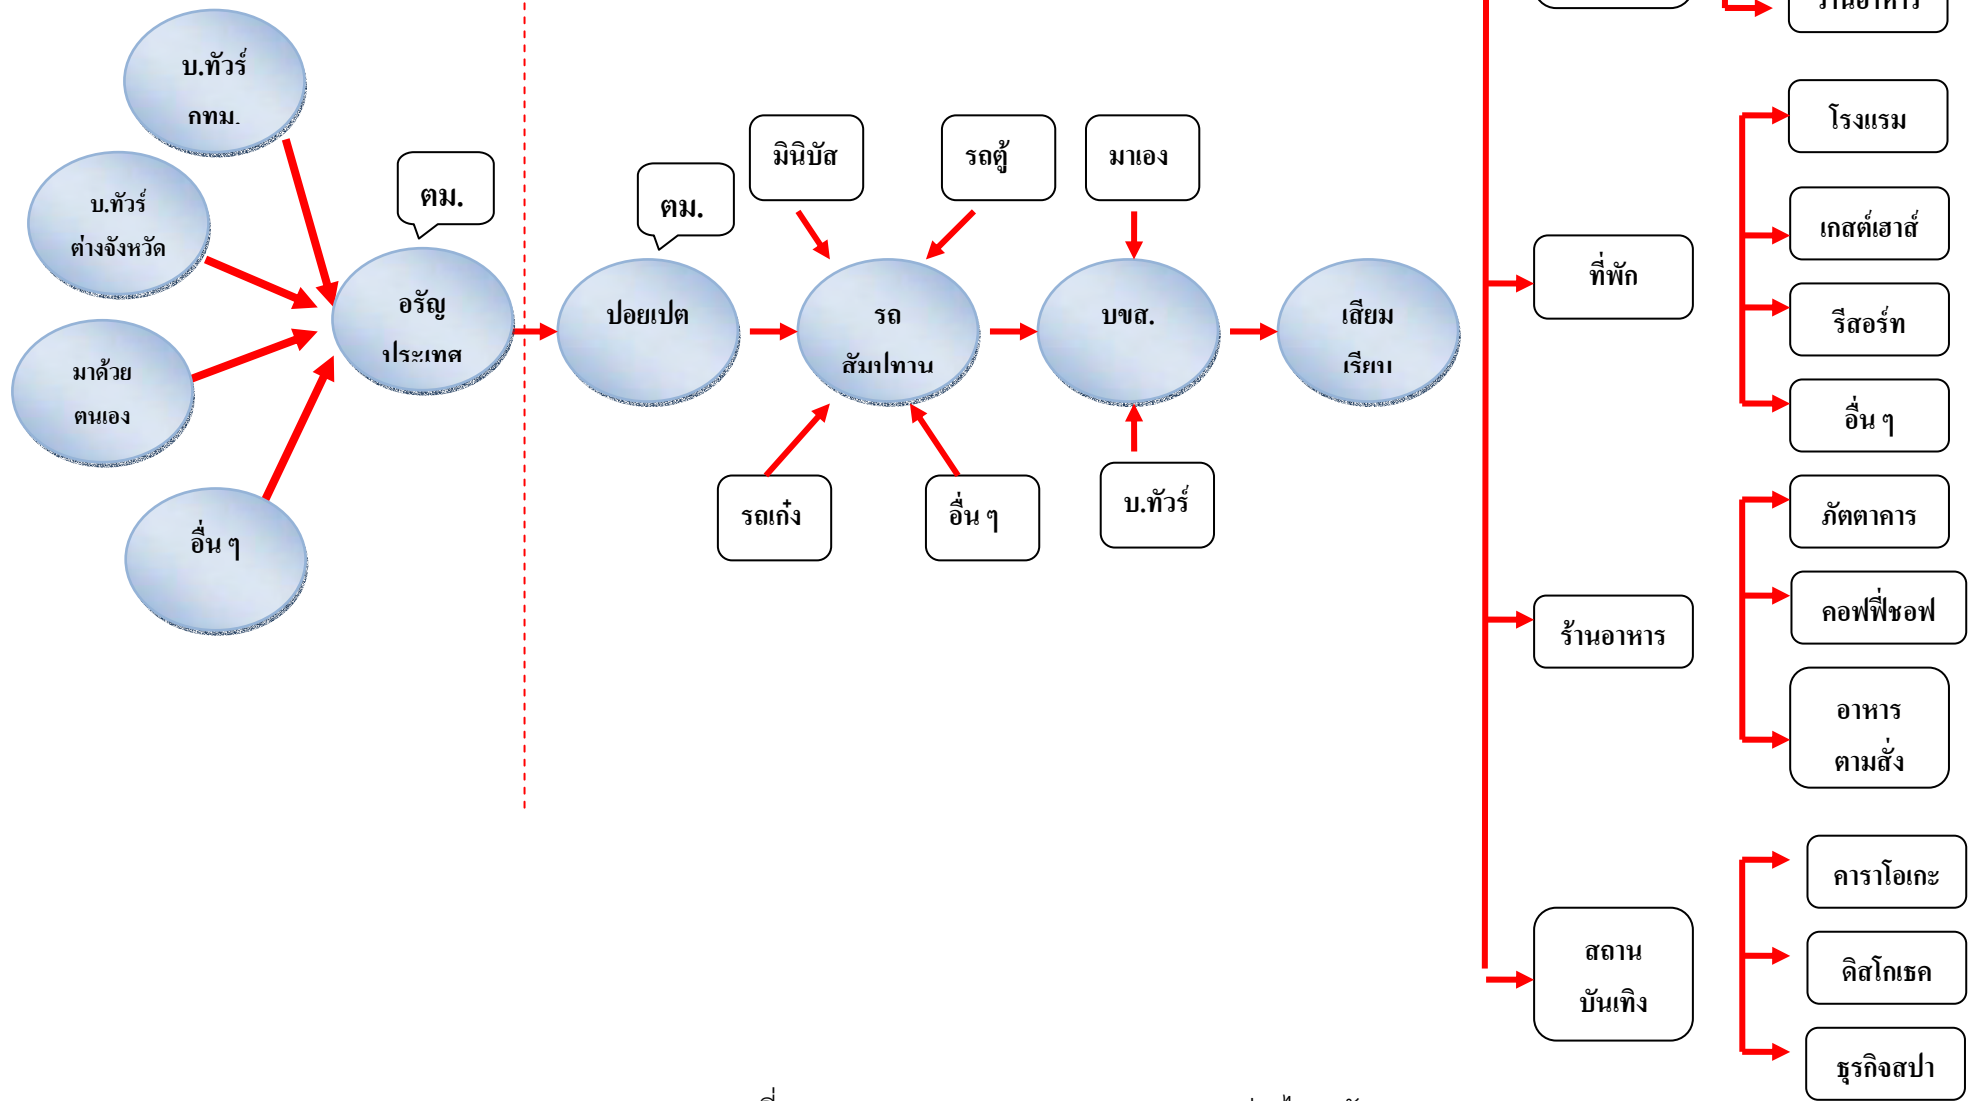 ร้านอาหาร
บ.ทัวร์
กทม.
บ.ทัวร์
ต่างจังหวัด
มาด้วย
ตนเอง
อื่น ๆ
ตม.
อรัญ
ประเทศ
ตม.
ปอยเปต
มินิบัส
รถตู้
มาเอง
รถ
สัมปทาน
บขส.
เสียม
เรียบ
รถเก๋ง
อื่น ๆ
บ.ทัวร์
ที่พัก
โรงแรม
เกสต์เฮาส์
รีสอร์ท
อื่น ๆ
ร้านอาหาร
ภัตตาคาร
คอฟฟี่ชอฟ
อาหาร
ตามสั่ง
สถาน
บันเทิง
คาราโอเกะ
ดิสโกเธค
ธุรกิจสปา